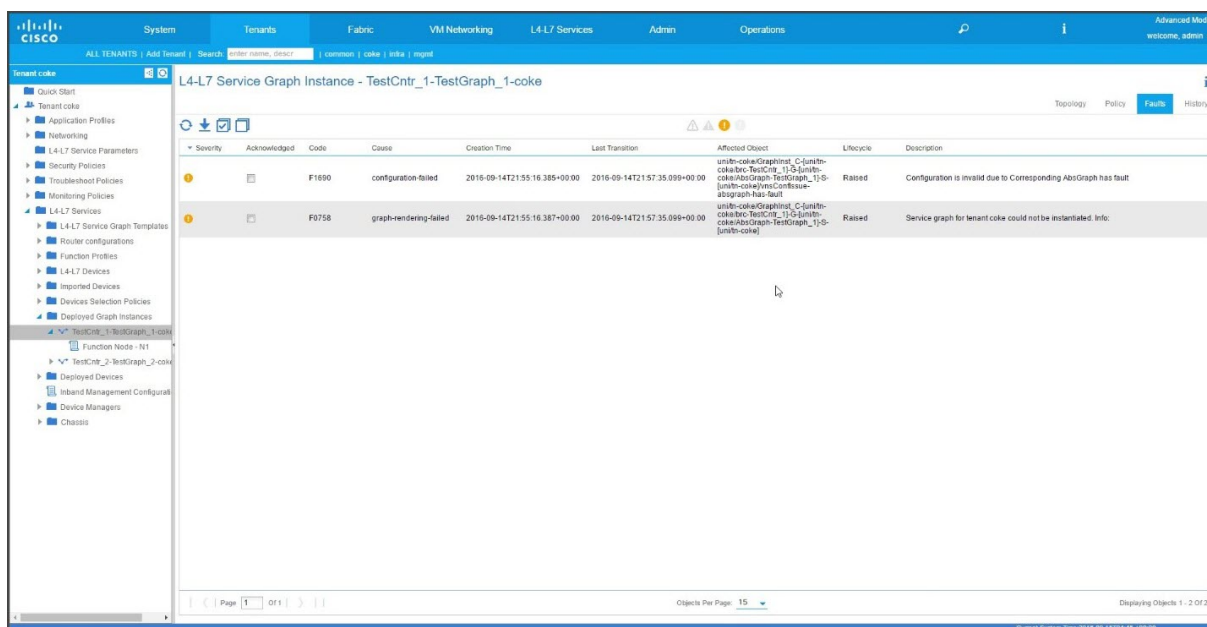 Advanced Mod
CISCO System Tenants Fabric VM Networking L4-L7 Services Admin Operations i welcome, admin
ALL TENANTS | Add Tenant | Search: enter name, descr | common | coke | infra | mgmt
Tenant coke
Quick Start
Tenant coke
Application Profiles
Networking
L4-L7 Service Parameters
Security Policies
Troubleshoot Policies
Monitoring Policies
L4-L7 Services
L4-L7 Service Graph Templates
Router configurations
Function Profiles
L4-L7 Devices
Imported Devices
Devices Selection Policies
Deployed Graph Instances
TestCntr_1-TestGraph_1-coke
Function Node - N1
TestCntr_2-TestGraph_2-coke
Deployed Devices
Inband Management Configurati
Device Managers
Chassis
L4-L7 Service Graph Instance - TestCntr_1-TestGraph_1-coke
i
Topology Policy Faults History
Severity Acknowledged Code Cause Creation Time Last Transition Affected Object Lifecycle Description
uni/tn-coke/GraphInst_C-[uni/tn-
coke/brc-TestCntr_1]-G-[uni/tn-
F1690 configuration-failed 2016-09-14T21:55:16.385+00:00 2016-09-14T21:57:35.099+00:00 coke/AbsGraph-TestGraph_1]-S- Raised Configuration is invalid due to Corresponding AbsGraph has fault
[uni/tn-coke]/vnsConfIssue-
absgraph-has-fault
uni/tn-coke/GraphInst_C-[uni/tn-
coke/brc-TestCntr_1]-G-[uni/tn-
F0758 graph-rendering-failed 2016-09-14T21:55:16.387+00:00 2016-09-14T21:57:35.099+00:00 coke/AbsGraph-TestGraph_1]-S- Raised Service graph for tenant coke could not be instantiated. Info:
[uni/tn-coke]
Page 1 Of 1 Objects Per Page: 15 Displaying Objects 1 - 2 Of 2